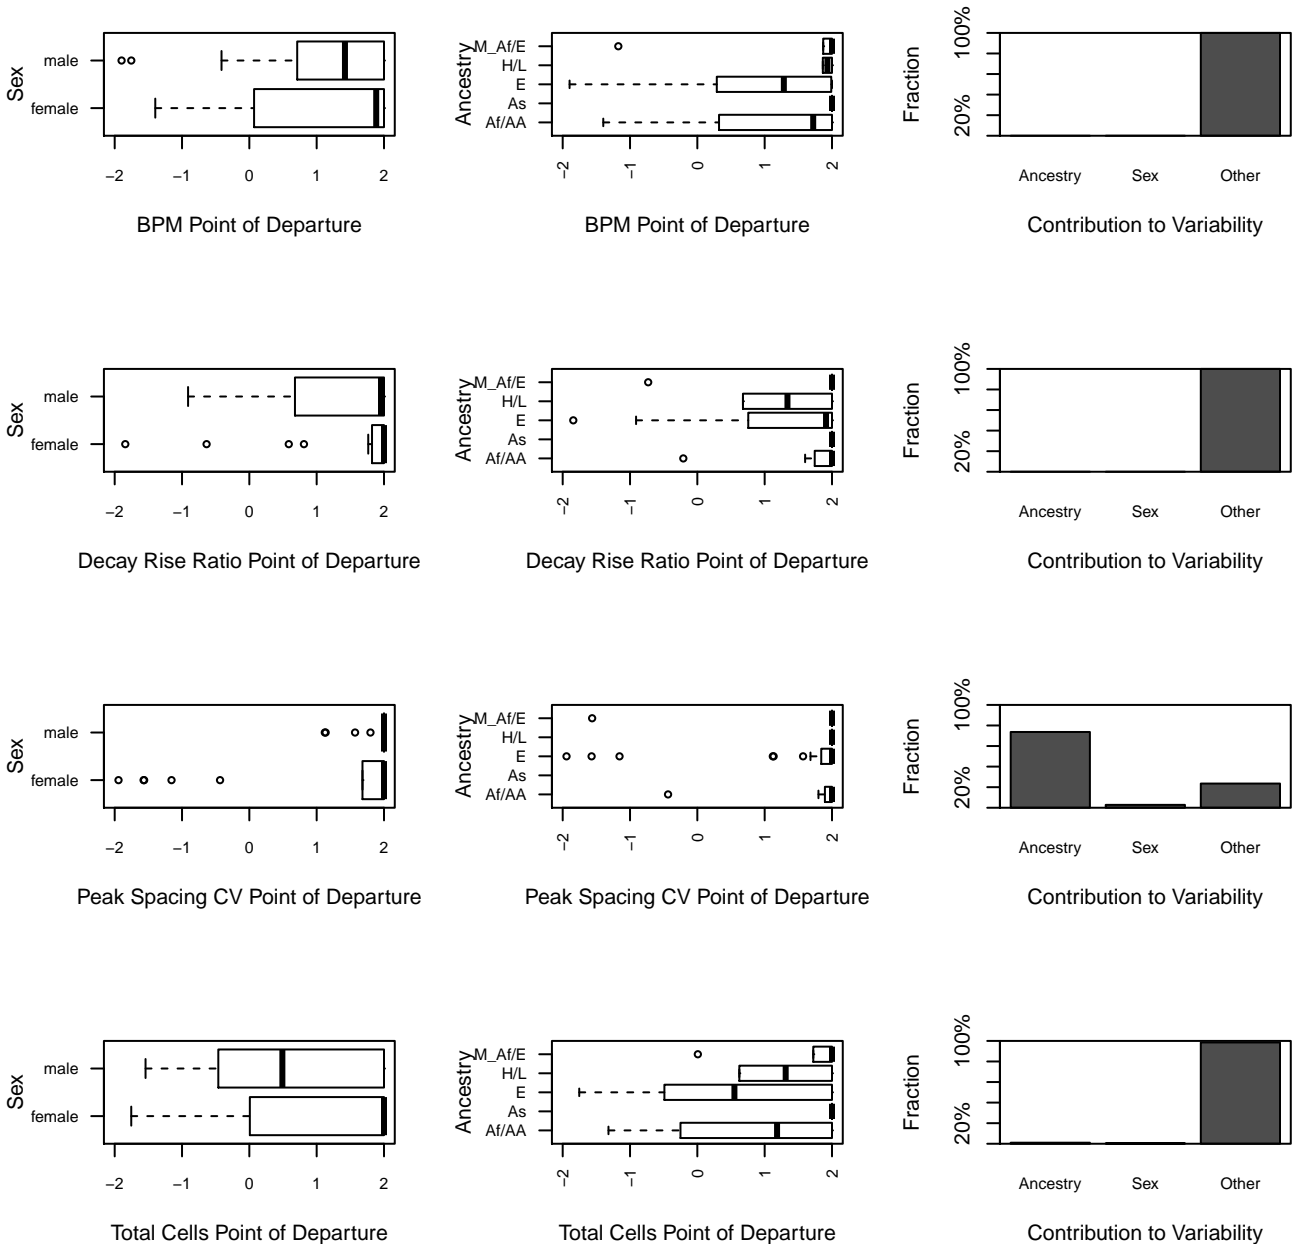 Sex
male
female
−2 −1 0 1 2
BPM Point of Departure
Ancestry
M_Af/E
H/L
E
As
Af/AA
−2 −1 0 1 2
BPM Point of Departure
Fraction
100%
20%
Ancestry Sex Other
Contribution to Variability
Sex
male
female
−2 −1 0 1 2
Decay Rise Ratio Point of Departure
Ancestry
M_Af/E
H/L
E
As
Af/AA
−2 −1 0 1 2
Decay Rise Ratio Point of Departure
Fraction
100%
20%
Ancestry Sex Other
Contribution to Variability
Sex
male
female
−2 −1 0 1 2
Peak Spacing CV Point of Departure
Ancestry
M_Af/E
H/L
E
As
Af/AA
−2 −1 0 1 2
Peak Spacing CV Point of Departure
Fraction
100%
20%
Ancestry Sex Other
Contribution to Variability
Sex
male
female
−2 −1 0 1 2
Total Cells Point of Departure
Ancestry
M_Af/E
H/L
E
As
Af/AA
−2 −1 0 1 2
Total Cells Point of Departure
Fraction
100%
20%
Ancestry Sex Other
Contribution to Variability